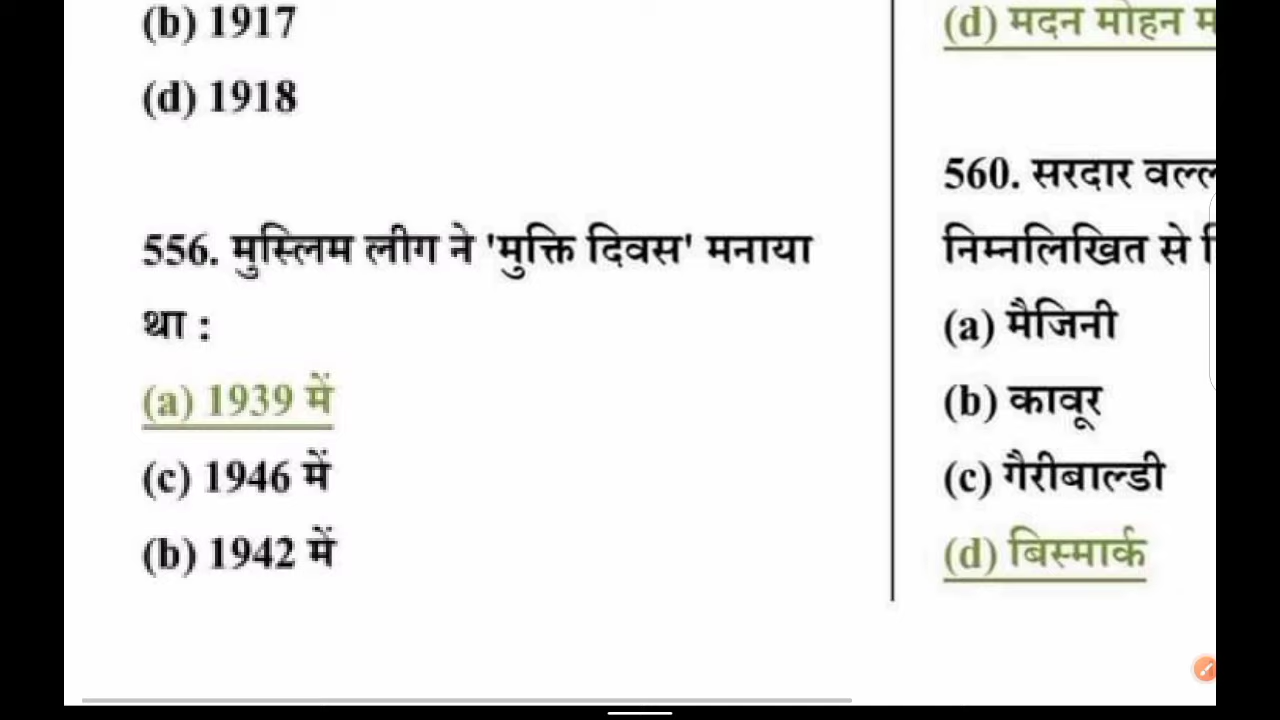 (b) 1917
(d) 1918
556. मुस्लिम लीग ने 'मुक्ति दिवस' मनाया
था :
(a) 1939 में
(c) 1946 में
(b) 1942 में
(d) मदन मोहन
560. सरदार
निम्नलिखित से
(a) मैजिनी
(b) कावूर
(c) गैरीबाल्डी
(d) बिस्मार्क